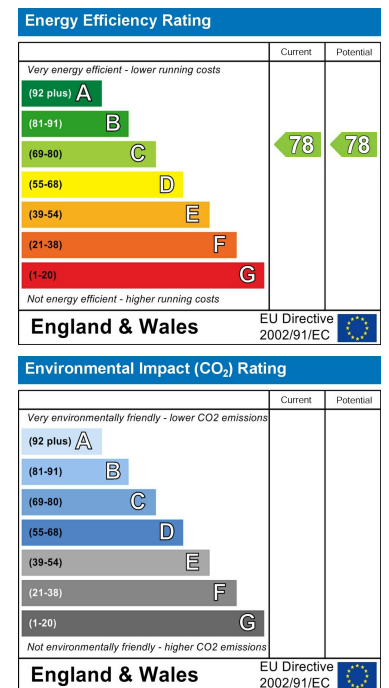 Energy Efficiency Rating
Current Potential
Very energy efficient - lower running costs
(92 plus) A
(81-91) B
(69-80) C
78 78
(55-68) D
(39-54) E
(21-38) F
(1-20) G
Not energy efficient - higher running costs
England & Wales
EU Directive
2002/91/EC
Environmental Impact (CO₂) Rating
Current Potential
Very environmentally friendly - lower CO2 emissions
(92 plus) A
(81-91) B
(69-80) C
(55-68) D
(39-54) E
(21-38) F
(1-20) G
Not environmentally friendly - higher CO2 emissions
England & Wales
EU Directive
2002/91/EC